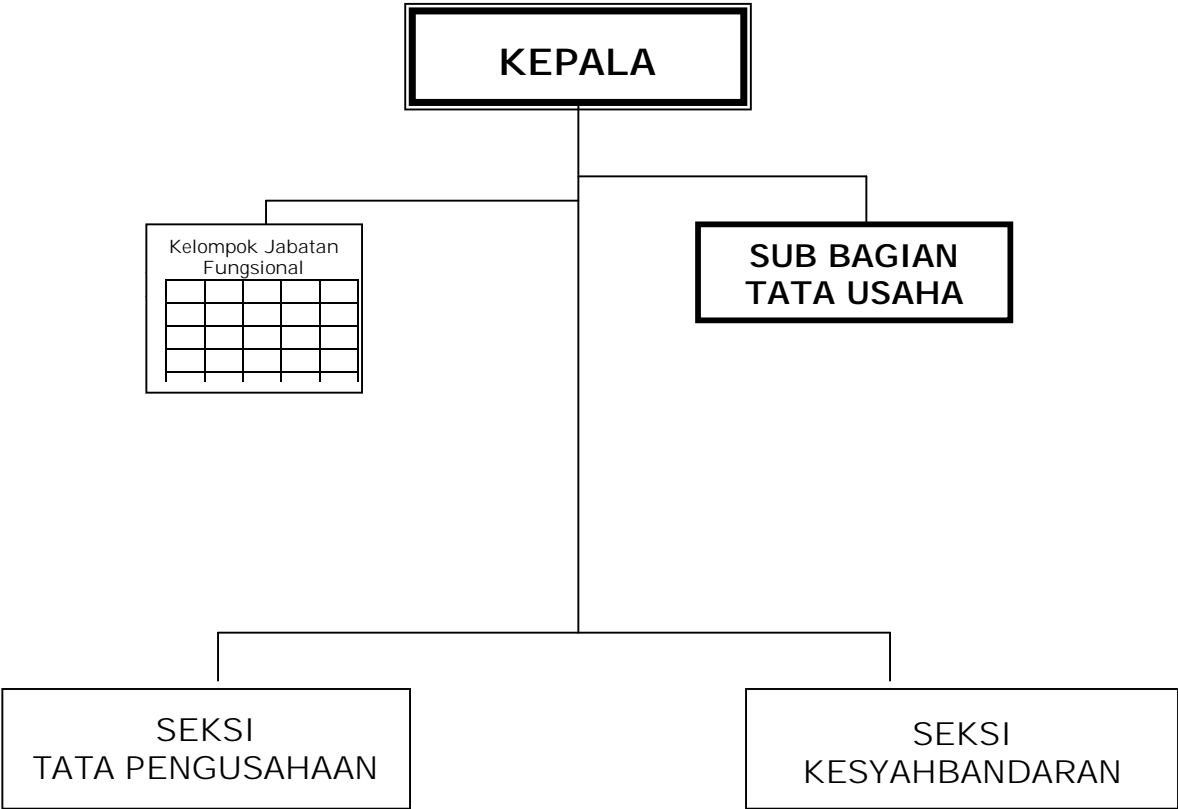 KEPALA
Kelompok Jabatan
Fungsional
SUB BAGIAN
TATA USAHA
SEKSI
TATA PENGUSAHAAN
SEKSI
KESYAHBANDARAN